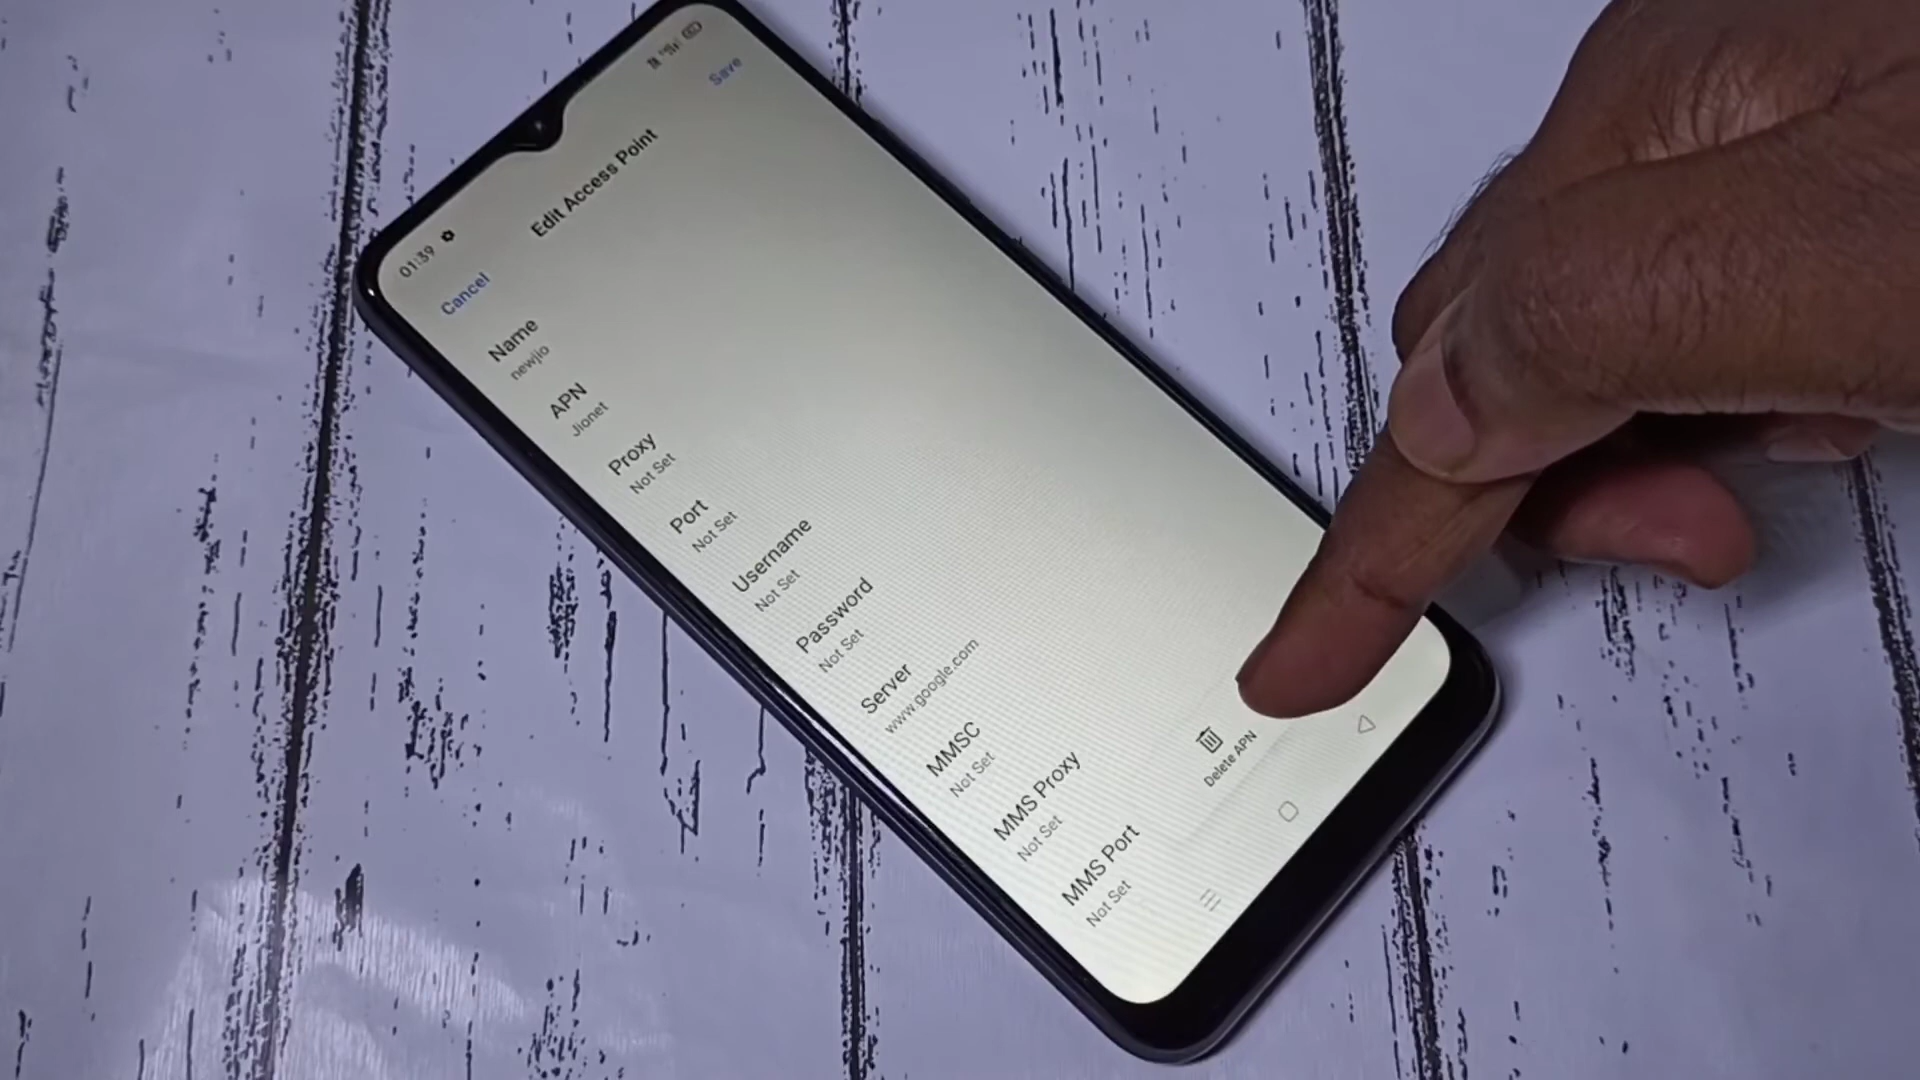 01:39
Save
Cancel
Edit Access Point
Name
newjio
APN
Jionet
Proxy
Not Set
Port
Not Set
Username
Not Set
Password
Not Set
Server
www.google.com
MMSC
Not Set
MMS Proxy
Not Set
MMS Port
Not Set
Delete APN